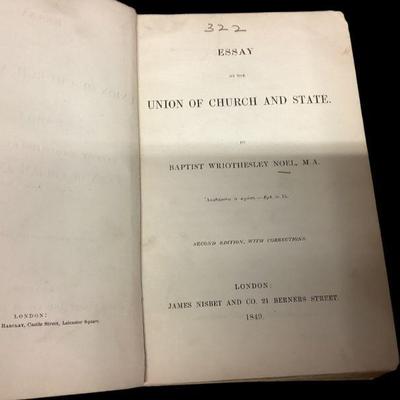 LONDON:
BARCLAY, Castle Street, Leicester Square.
322
ESSAY
ON THE
UNION OF CHURCH AND STATE.
BY
BAPTIST WRIOTHESLEY NOEL, M.A.
SECOND EDITION, WITH CORRECTIONS.
LONDON:
JAMES NISBET AND CO. 21 BERNERS STREET.
1849.